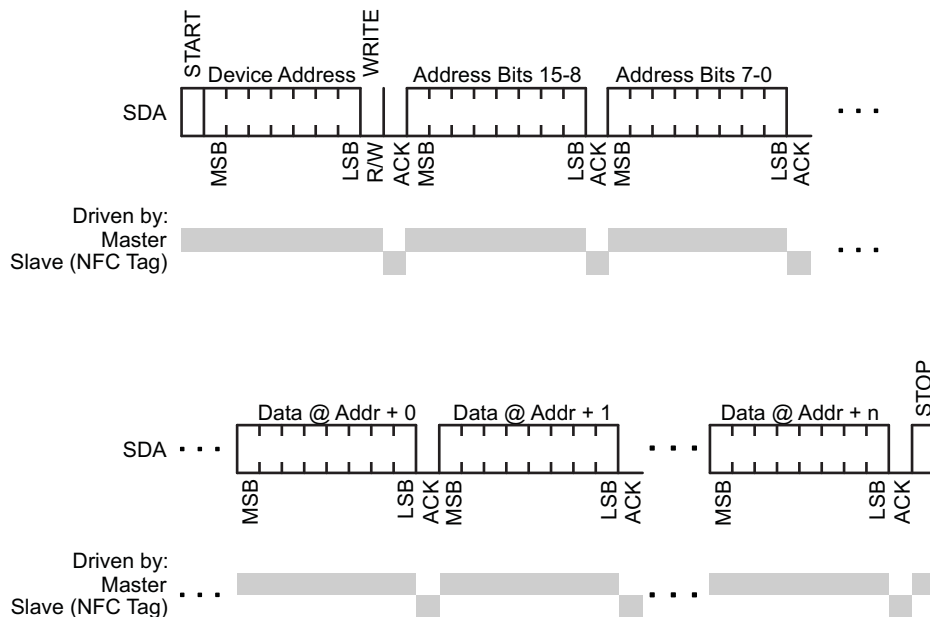 START
WRITE
Device Address
Address Bits 15-8
Address Bits 7-0
SDA
. . .
MSB
LSB
R/W
ACK
MSB
LSB
ACK
MSB
LSB
ACK
Driven by:
Master
Slave (NFC Tag)
. . .
STOP
Data @ Addr + 0
Data @ Addr + 1
Data @ Addr + n
SDA
. . .
. . .
MSB
LSB
ACK
MSB
LSB
ACK
MSB
LSB
ACK
Driven by:
Master
Slave (NFC Tag)
. . .
. . .